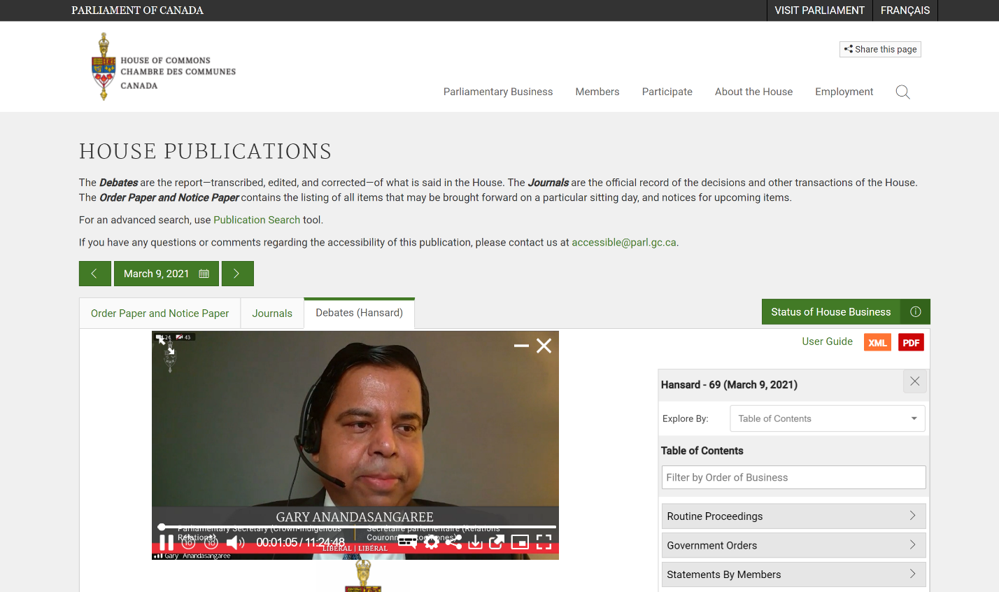 PARLIAMENT OF CANADA
VISIT PARLIAMENT
FRANÇAIS
HOUSE OF COMMONS
CHAMBRE DES COMMUNES
CANADA
Share this page
Parliamentary Business
Members
Participate
About the House
Employment
HOUSE PUBLICATIONS
The Debates are the report—transcribed, edited, and corrected—of what is said in the House. The Journals are the official record of the decisions and other transactions of the House.
The Order Paper and Notice Paper contains the listing of all items that may be brought forward on a particular sitting day, and notices for upcoming items.
For an advanced search, use Publication Search tool.
If you have any questions or comments regarding the accessibility of this publication, please contact us at accessible@parl.gc.ca.
March 9, 2021
Order Paper and Notice Paper
Journals
Debates (Hansard)
Status of House Business
User Guide
XML
PDF
24 43
GARY ANANDASANGAREE
Parliamentary Secretary (Crown-Indigenous
Relations)
Secrétaire parlementaire (Relations
10
10
00:01:05 / 11:24:48
LIBERAL | LIBÉRAL
Gary Anandasangaree
Hansard - 69 (March 9, 2021)
Explore By:
Table of Contents
Table of Contents
Filter by Order of Business
Routine Proceedings
Government Orders
Statements By Members